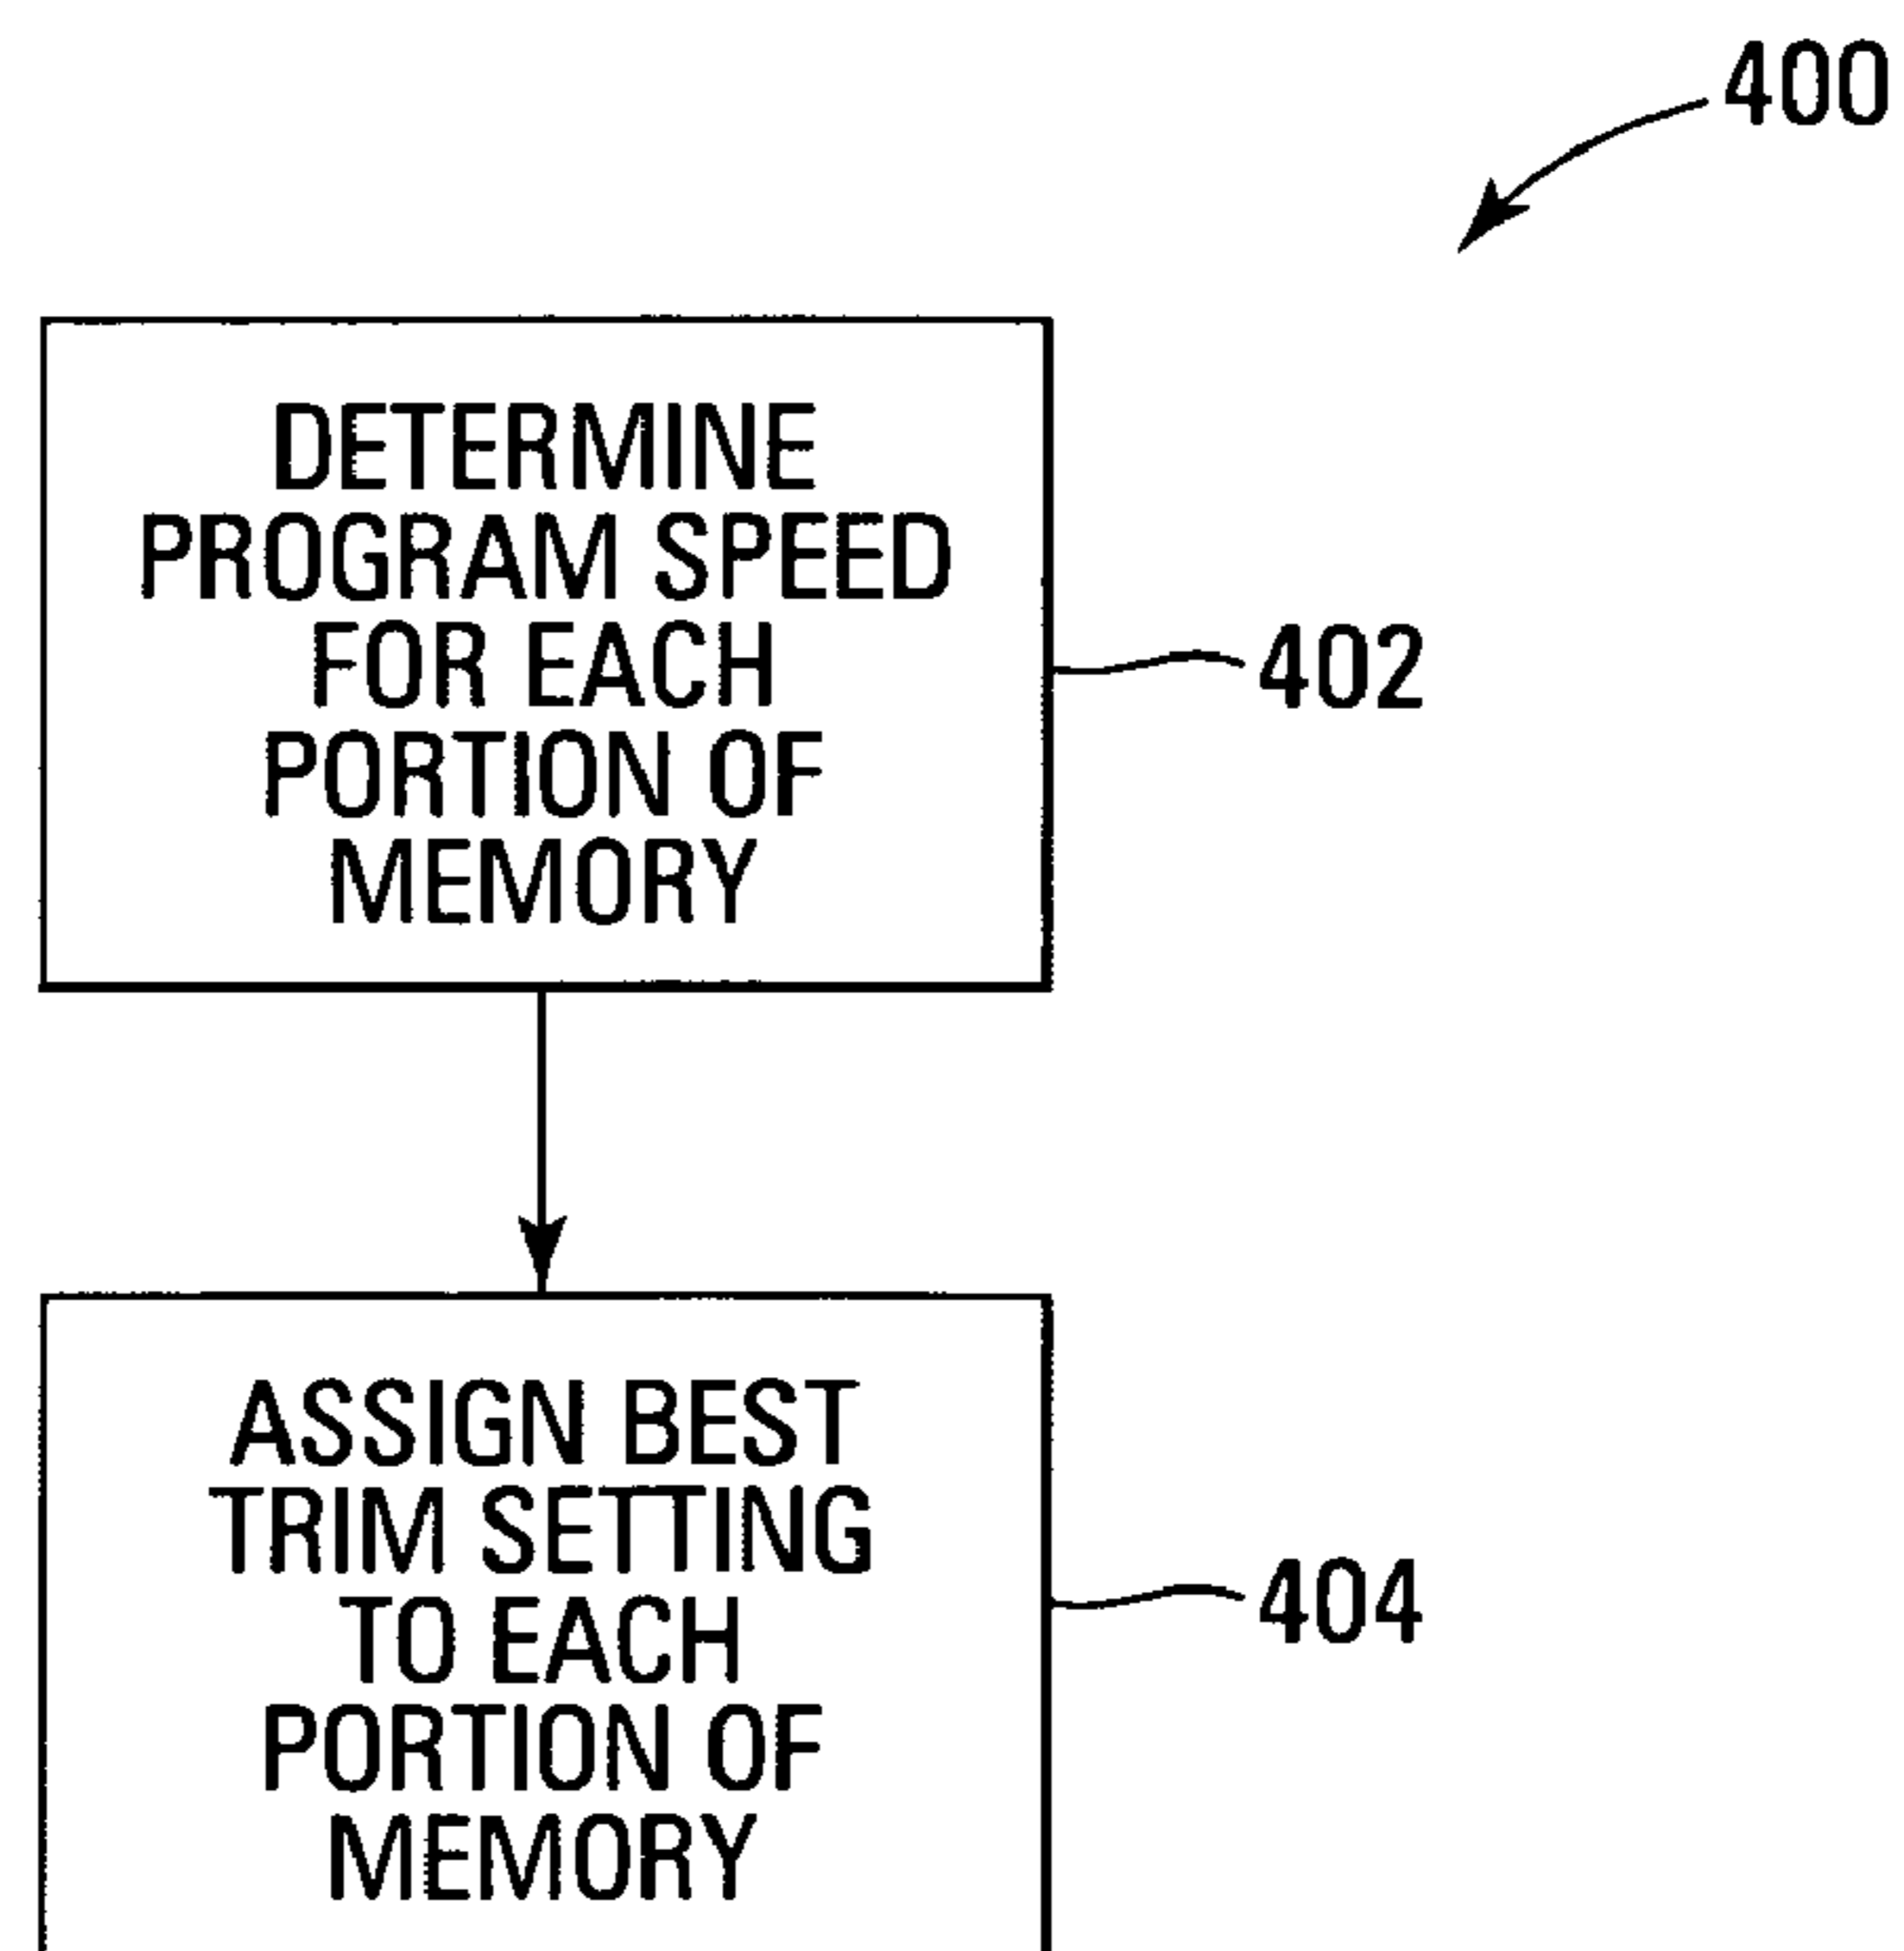 400
DETERMINE
PROGRAM SPEED
FOR EACH
PORTION OF
MEMORY
402
ASSIGN BEST
TRIM SETTING
TO EACH
PORTION OF
MEMORY
404